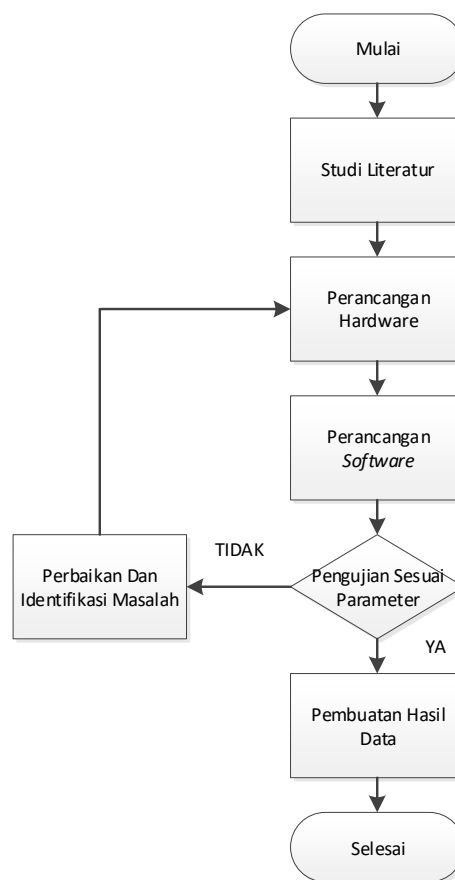 Mulai
Studi Literatur
Perancangan
Hardware
Perancangan
Software
TIDAK
Perbaikan Dan
Identifikasi Masalah
Pengujian Sesuai
Parameter
YA
Pembuatan Hasil
Data
Selesai